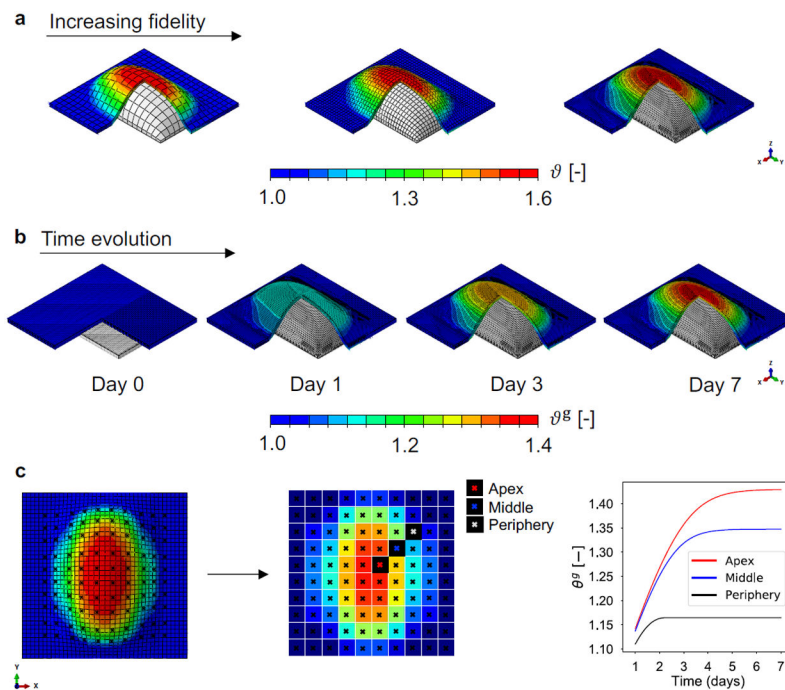 a
Increasing fidelity
Z
X Y
ϑ [-]
1.0 1.3 1.6
b
Time evolution
Day 0 Day 1 Day 3 Day 7
Z
X Y
ϑᵍ [-]
1.0 1.2 1.4
c
Apex
Middle
Periphery
Y
X
1.40
1.35
1.30
1.25
1.20
1.15
1.10
θᵍ [—]
Apex
Middle
Periphery
1 2 3 4 5 6 7
Time (days)